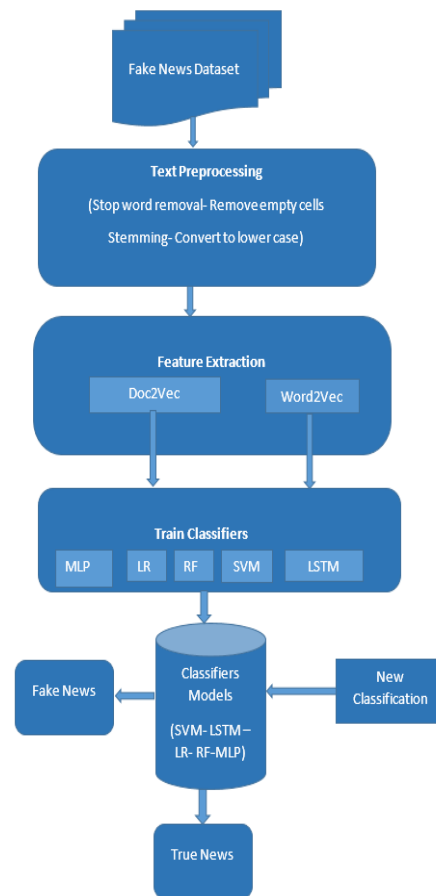 Fake News Dataset
Text Preprocessing
(Stop word removal- Remove empty cells
Stemming- Convert to lower case)
Feature Extraction
Doc2Vec
Word2Vec
Train Classifiers
MLP
LR
RF
SVM
LSTM
Classifiers
Models
(SVM- LSTM –
LR- RF-MLP)
Fake News
New
Classification
True News